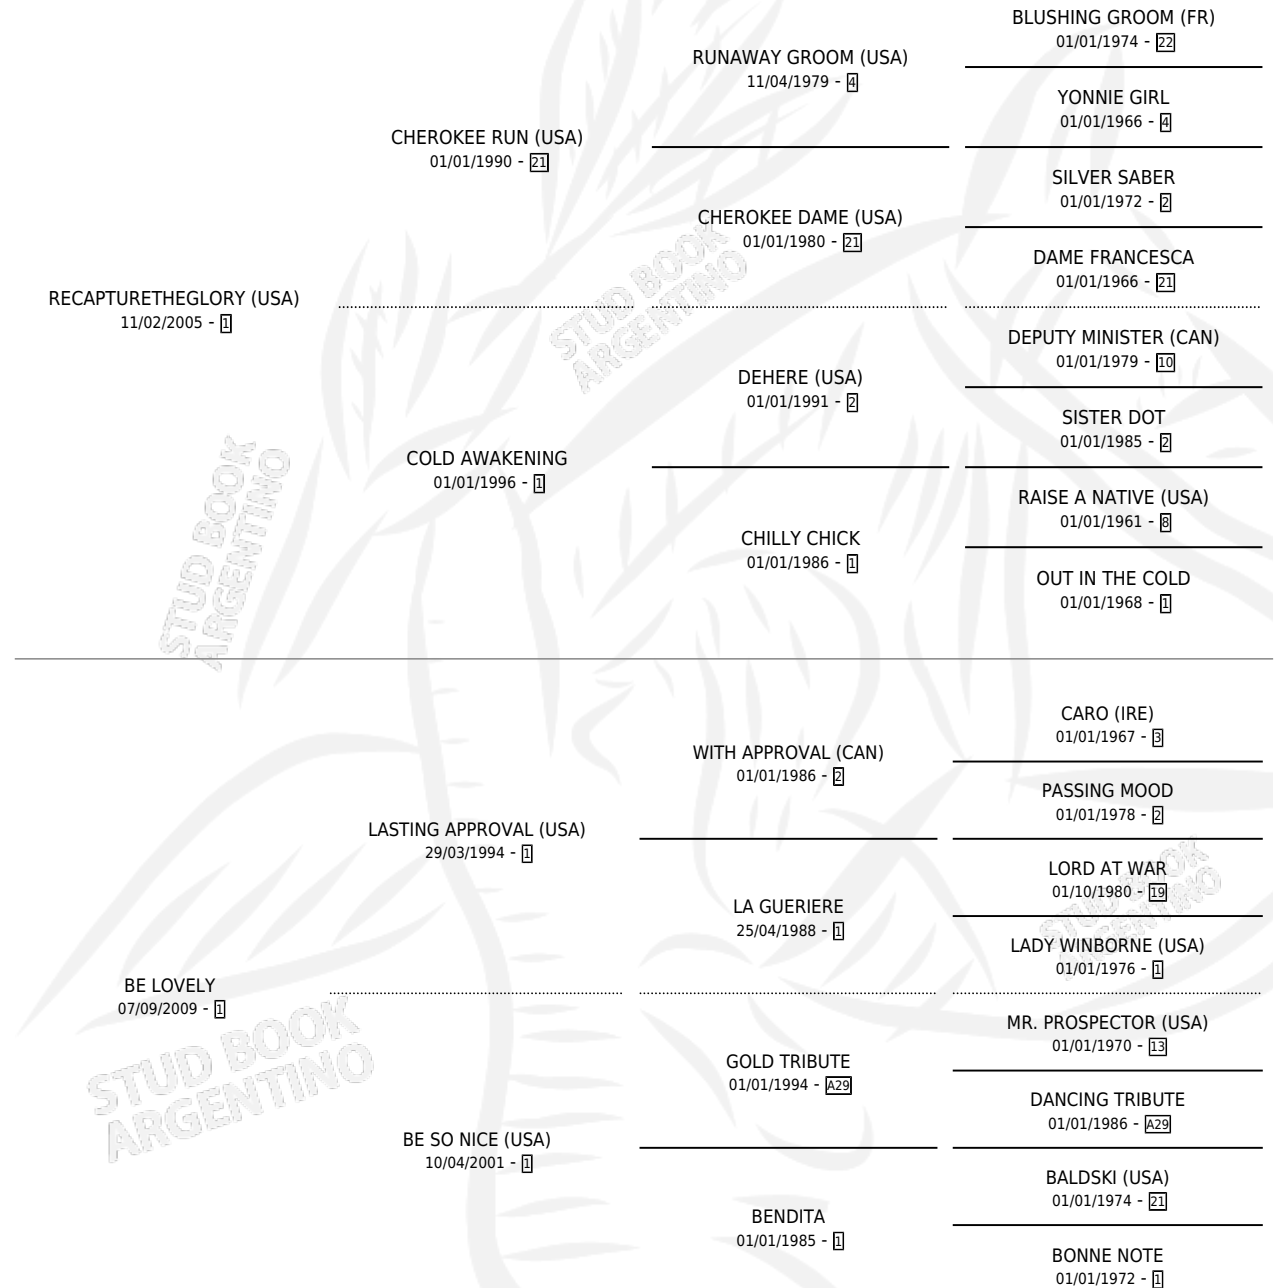 BLUSHING GROOM (FR)
01/01/1974 - 22
RUNAWAY GROOM (USA)
11/04/1979 - 4
YONNIE GIRL
01/01/1966 - 4
CHEROKEE RUN (USA)
01/01/1990 - 21
SILVER SABER
01/01/1972 - 2
CHEROKEE DAME (USA)
01/01/1980 - 21
DAME FRANCESCA
01/01/1966 - 21
RECAPTURETHEGLORY (USA)
11/02/2005 - 1
DEPUTY MINISTER (CAN)
01/01/1979 - 10
DEHERE (USA)
01/01/1991 - 2
SISTER DOT
01/01/1985 - 2
COLD AWAKENING
01/01/1996 - 1
RAISE A NATIVE (USA)
01/01/1961 - 8
CHILLY CHICK
01/01/1986 - 1
OUT IN THE COLD
01/01/1968 - 1
CARO (IRE)
01/01/1967 - 3
WITH APPROVAL (CAN)
01/01/1986 - 2
PASSING MOOD
01/01/1978 - 2
LASTING APPROVAL (USA)
29/03/1994 - 1
LORD AT WAR
01/10/1980 - 19
LA GUERIERE
25/04/1988 - 1
LADY WINBORNE (USA)
01/01/1976 - 1
BE LOVELY
07/09/2009 - 1
MR. PROSPECTOR (USA)
01/01/1970 - 13
GOLD TRIBUTE
01/01/1994 - A29
DANCING TRIBUTE
01/01/1986 - A29
BE SO NICE (USA)
10/04/2001 - 1
BALDSKI (USA)
01/01/1974 - 21
BENDITA
01/01/1985 - 1
BONNE NOTE
01/01/1972 - 1
STUD BOOK
ARGENTINO
STUD BOOK
ARGENTINO
STUD BOOK
ARGENTINO
STUD BOOK
ARGENTINO